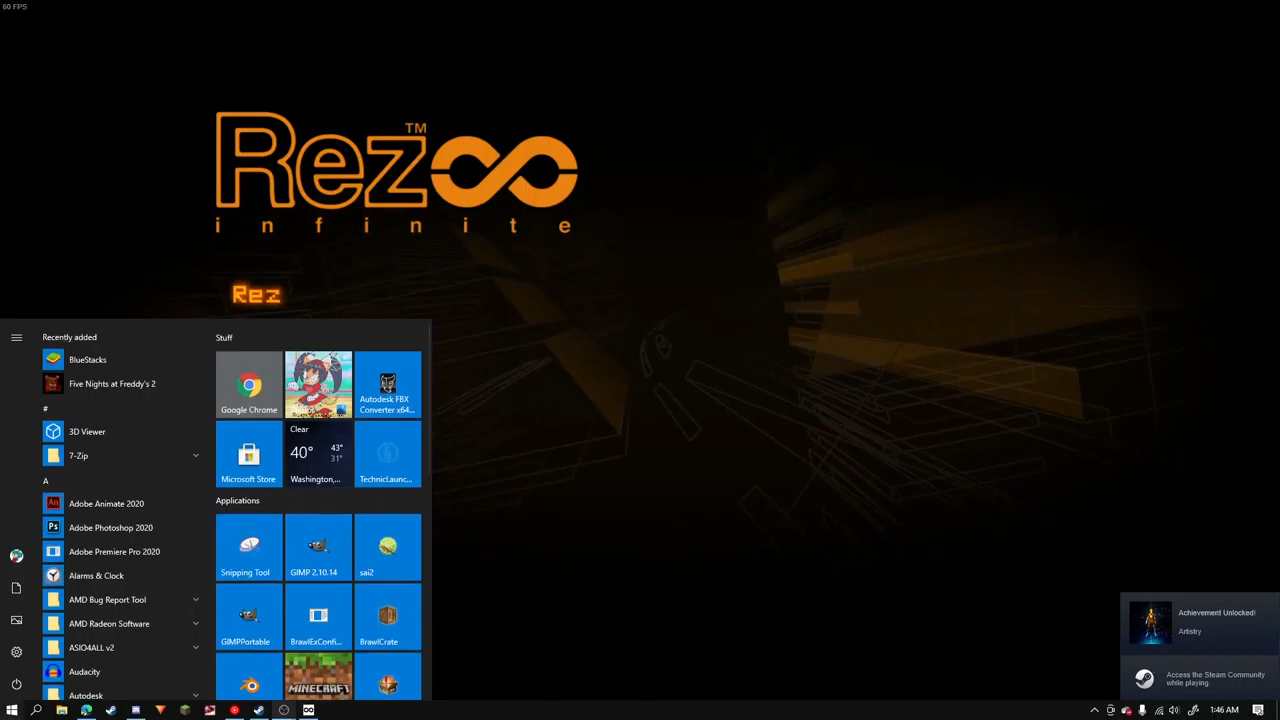 60 FPS
Rez™
infinite
Rez
Recently added
BlueStacks
Five Nights at Freddy's 2
#
3D Viewer
7-Zip
A
Adobe Animate 2020
Adobe Photoshop 2020
Adobe Premiere Pro 2020
Alarms & Clock
AMD Bug Report Tool
AMD Radeon Software
ASIO4ALL v2
Audacity
Autodesk
Stuff
Google Chrome
Autodesk FBX
Converter x64...
Microsoft Store
Clear
40°
43°
31°
Washington,...
TechnicLaunc...
Applications
Snipping Tool
GIMP 2.10.14
sai2
GIMPPortable
BrawlExConfi...
BrawlCrate
MINECRAFT
Achievement Unlocked!
Artistry
Access the Steam Community
while playing.
1:46 AM